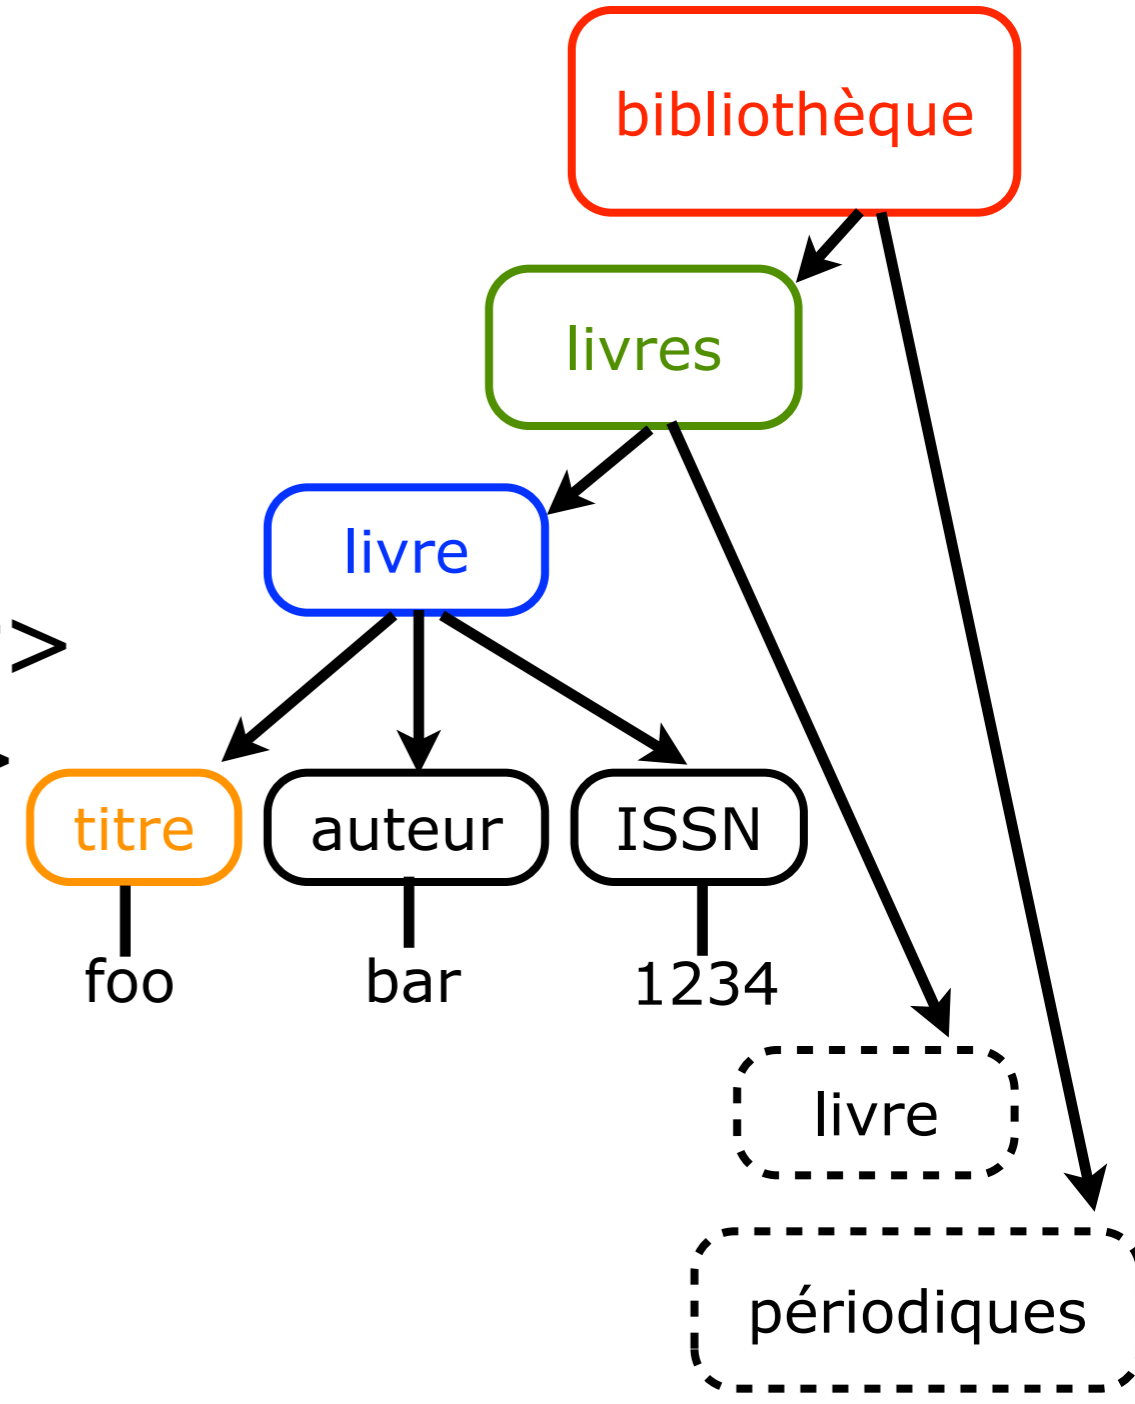 bibliothèque
livres
livre
>
titre
auteur
ISSN
foo
bar
1234
livre
périodiques